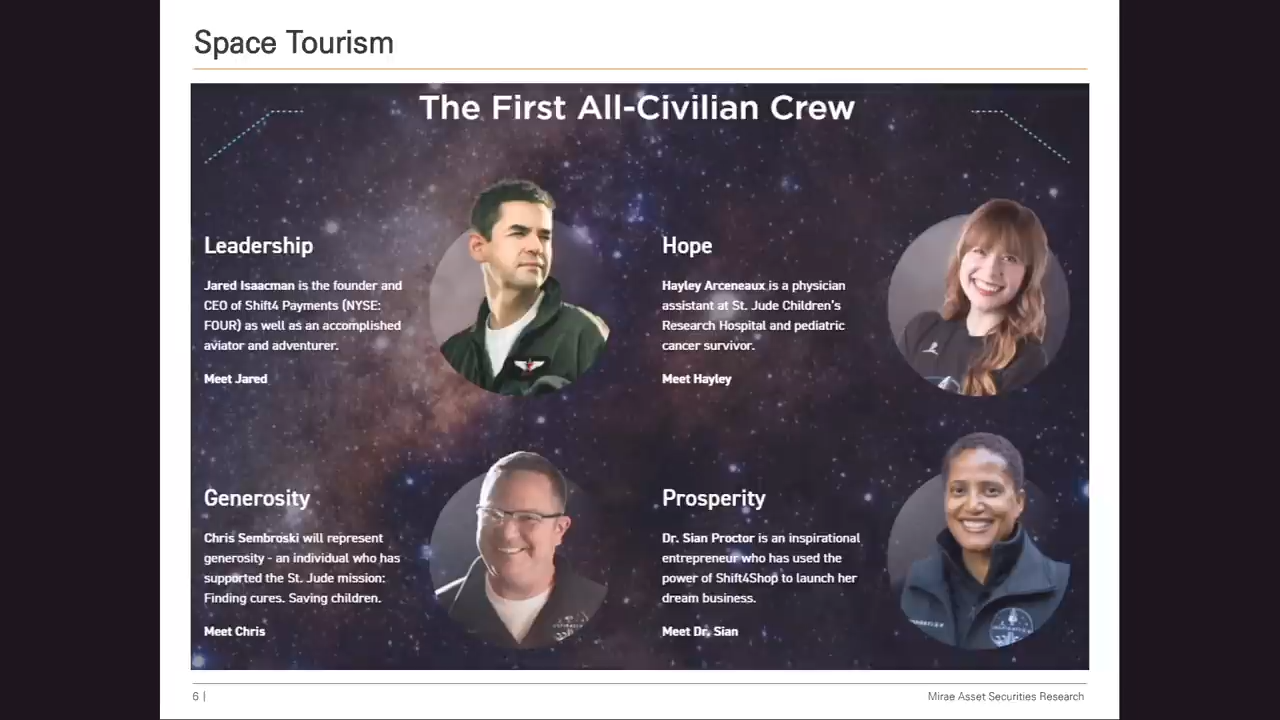 Space Tourism
The First All-Civilian Crew
Leadership
Jared Isaacman is the founder and
CEO of Shift4 Payments (NYSE:
FOUR) as well as an accomplished
aviator and adventurer.
Meet Jared
Hope
Hayley Arceneaux is a physician
assistant at St. Jude Children's
Research Hospital and pediatric
cancer survivor.
Meet Hayley
Generosity
Chris Sembroski will represent
generosity - an individual who has
supported the St. Jude mission:
Finding cures. Saving children.
Meet Chris
Prosperity
Dr. Sian Proctor is an inspirational
entrepreneur who has used the
power of Shift4Shop to launch her
dream business.
Meet Dr. Sian
6 |
Mirae Asset Securities Research